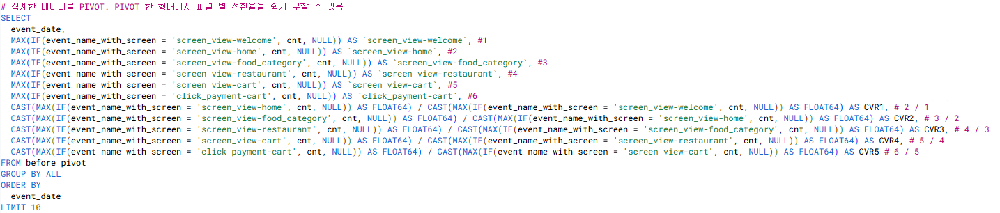 # 집계한 데이터를 PIVOT. PIVOT 한 형태에서 퍼널 별 전환율을 쉽게 구할 수 있음
SELECT
  event_date,
  MAX(IF(event_name_with_screen = 'screen_view-welcome', cnt, NULL)) AS `screen_view-welcome`, #1
  MAX(IF(event_name_with_screen = 'screen_view-home', cnt, NULL)) AS `screen_view-home`, #2
  MAX(IF(event_name_with_screen = 'screen_view-food_category', cnt, NULL)) AS `screen_view-food_category`, #3
  MAX(IF(event_name_with_screen = 'screen_view-restaurant', cnt, NULL)) AS `screen_view-restaurant`, #4
  MAX(IF(event_name_with_screen = 'screen_view-cart', cnt, NULL)) AS `screen_view-cart`, #5
  MAX(IF(event_name_with_screen = 'click_payment-cart', cnt, NULL)) AS `click_payment-cart`, #6
  CAST(MAX(IF(event_name_with_screen = 'screen_view-home', cnt, NULL)) AS FLOAT64) / CAST(MAX(IF(event_name_with_screen = 'screen_view-welcome', cnt, NULL)) AS FLOAT64) AS CVR1, # 2 / 1
  CAST(MAX(IF(event_name_with_screen = 'screen_view-food_category', cnt, NULL)) AS FLOAT64) / CAST(MAX(IF(event_name_with_screen = 'screen_view-home', cnt, NULL)) AS FLOAT64) AS CVR2, # 3 / 2
  CAST(MAX(IF(event_name_with_screen = 'screen_view-restaurant', cnt, NULL)) AS FLOAT64) / CAST(MAX(IF(event_name_with_screen = 'screen_view-food_category', cnt, NULL)) AS FLOAT64) AS CVR3, # 4 / 3
  CAST(MAX(IF(event_name_with_screen = 'screen_view-cart', cnt, NULL)) AS FLOAT64) / CAST(MAX(IF(event_name_with_screen = 'screen_view-restaurant', cnt, NULL)) AS FLOAT64) AS CVR4, # 5 / 4
  CAST(MAX(IF(event_name_with_screen = 'click_payment-cart', cnt, NULL)) AS FLOAT64) / CAST(MAX(IF(event_name_with_screen = 'screen_view-cart', cnt, NULL)) AS FLOAT64) AS CVR5 # 6 / 5
FROM before_pivot
GROUP BY ALL
ORDER BY
  event_date
LIMIT 10